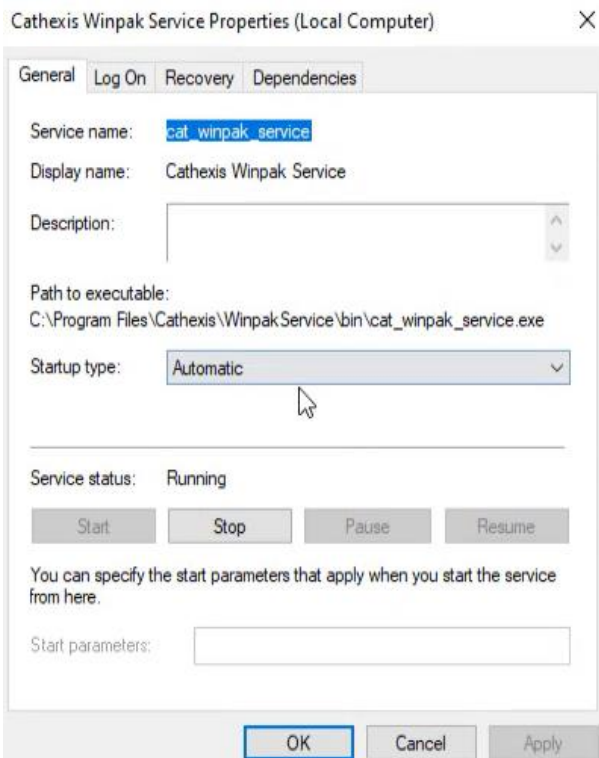 Cathexis Winpak Service Properties (Local Computer)
General Log On Recovery Dependencies
Service name: cat_winpak_service
Display name: Cathexis Winpak Service
Description:
Path to executable:
C:\Program Files\Cathexis\WinpakService\bin\cat_winpak_service.exe
Startup type: Automatic
Service status: Running
Start Stop Pause Resume
You can specify the start parameters that apply when you start the service
from here.
Start parameters:
OK Cancel Apply